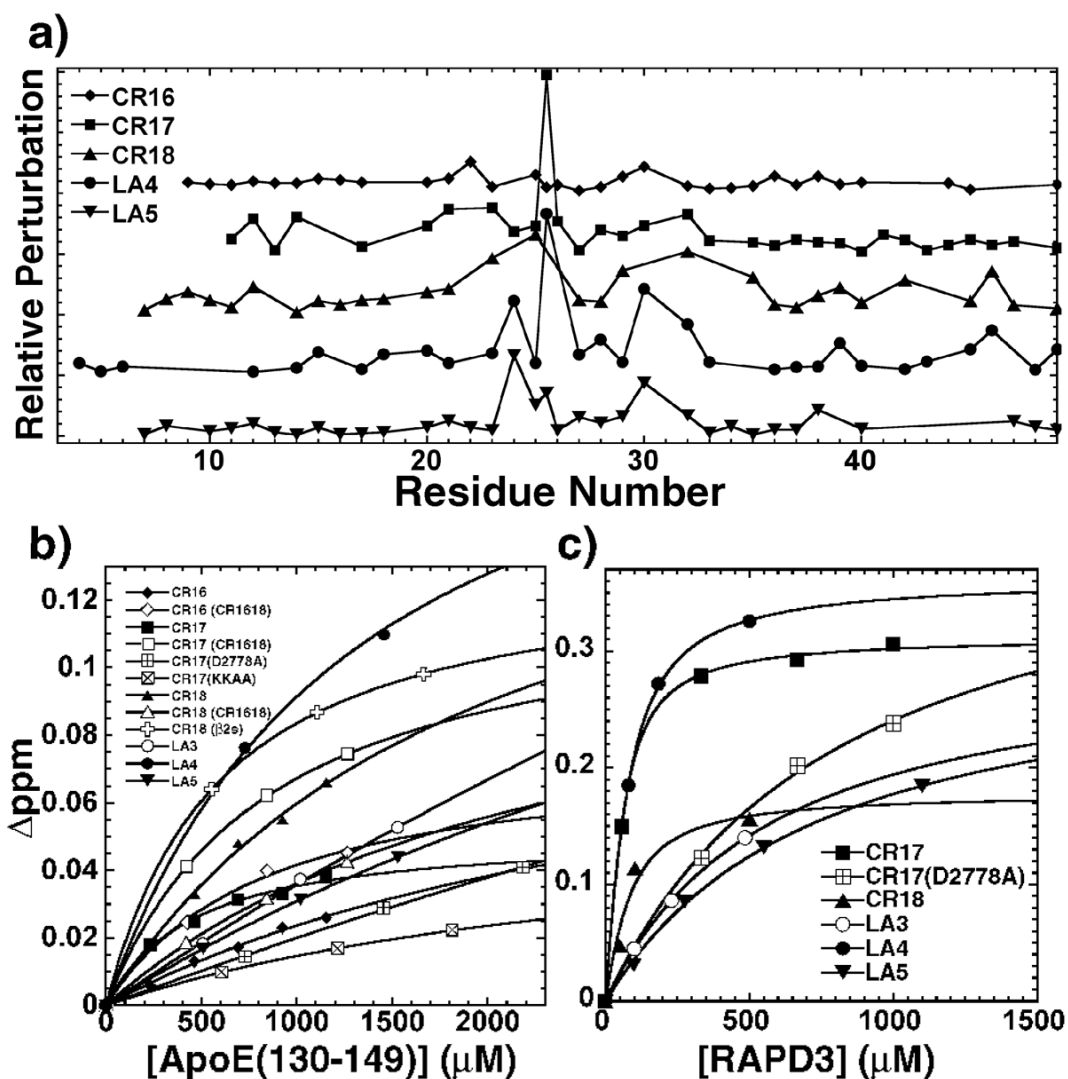 a)
Relative Perturbation
CR16
CR17
CR18
LA4
LA5
10 20 30 40
Residue Number
b)
Δppm
0.12
0.1
0.08
0.06
0.04
0.02
0
CR16
CR16 (CR1618)
CR17
CR17 (CR1618)
CR17(D2778A)
CR17(KKAA)
CR18
CR18 (CR1618)
CR18 (β2s)
LA3
LA4
LA5
0 500 1000 1500 2000
[ApoE(130-149)] (μM)
c)
0.3
0.2
0.1
0
CR17
CR17(D2778A)
CR18
LA3
LA4
LA5
0 500 1000 1500
[RAPD3] (μM)